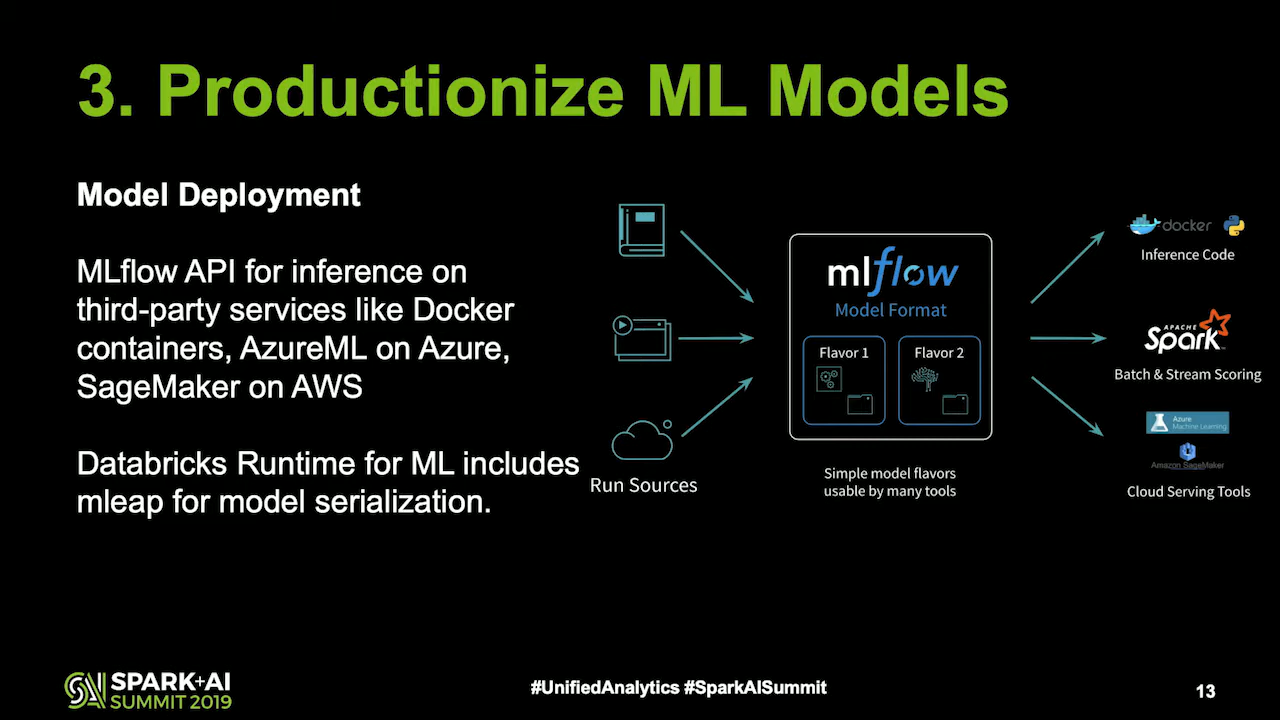 3. Productionize ML Models
Model Deployment
MLflow API for inference on
third-party services like Docker
containers, AzureML on Azure,
SageMaker on AWS
Databricks Runtime for ML includes
mleap for model serialization.
Run Sources
mlflow
Model Format
Flavor 1
Flavor 2
Simple model flavors
usable by many tools
docker
Inference Code
APACHE
Spark
Batch & Stream Scoring
Azure
Machine Learning
Amazon SageMaker
Cloud Serving Tools
SPARK+AI
SUMMIT 2019
#UnifiedAnalytics #SparkAISummit
13